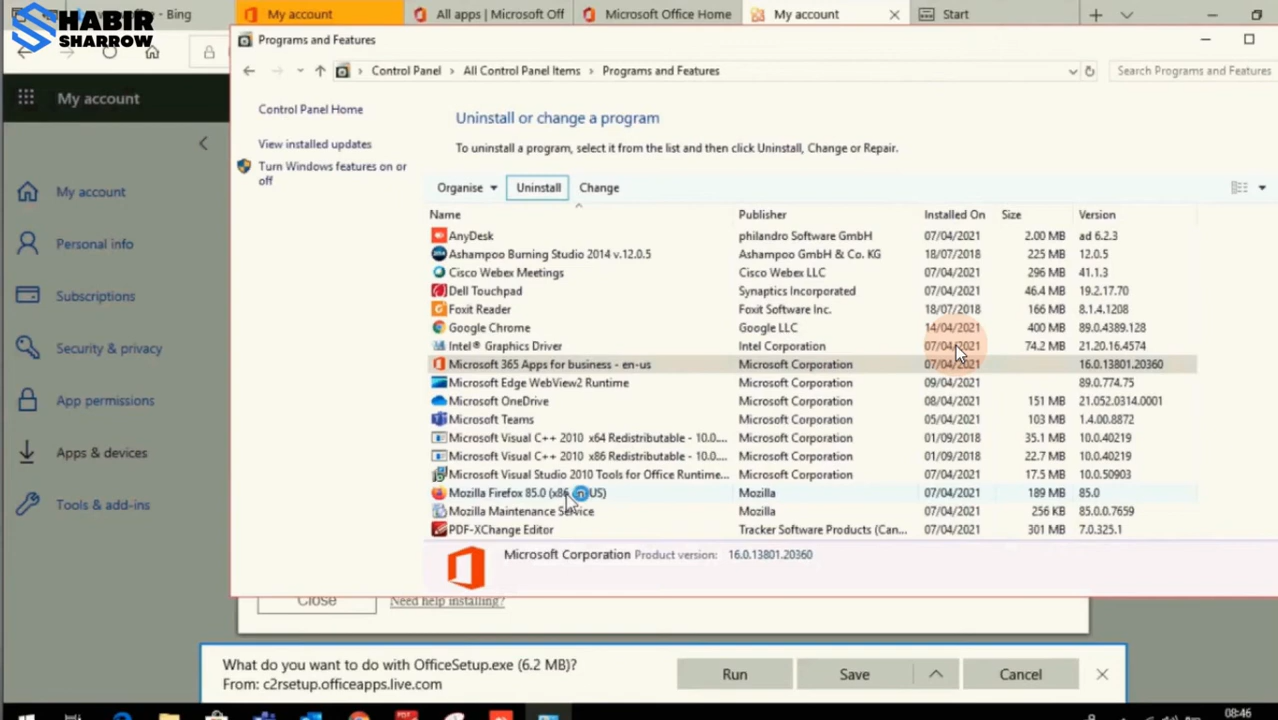 HABIR
SHARROW
- Bing
My account
All apps | Microsoft Off
Microsoft Office Home
My account
Start
My account
My account
Personal info
Subscriptions
Security & privacy
App permissions
Apps & devices
Tools & add-ins
Programs and Features
Control Panel
All Control Panel Items
Programs and Features
Search Programs and Features
Control Panel Home
View installed updates
Turn Windows features on or
off
Uninstall or change a program
To uninstall a program, select it from the list and then click Uninstall, Change or Repair.
Organise Uninstall Change
Name Publisher Installed On Size Version
AnyDesk philandro Software GmbH 07/04/2021 2.00 MB ad 6.2.3
Ashampoo Burning Studio 2014 v.12.0.5 Ashampoo GmbH & Co. KG 18/07/2018 225 MB 12.0.5
Cisco Webex Meetings Cisco Webex LLC 07/04/2021 296 MB 41.1.3
Dell Touchpad Synaptics Incorporated 07/04/2021 46.4 MB 19.2.17.70
Foxit Reader Foxit Software Inc. 18/07/2018 166 MB 8.1.4.1208
Google Chrome Google LLC 14/04/2021 400 MB 89.0.4389.128
Intel® Graphics Driver Intel Corporation 07/04/2021 74.2 MB 21.20.16.4574
Microsoft 365 Apps for business - en-us Microsoft Corporation 07/04/2021 16.0.13801.20360
Microsoft Edge WebView2 Runtime Microsoft Corporation 09/04/2021 89.0.774.75
Microsoft OneDrive Microsoft Corporation 08/04/2021 151 MB 21.052.0314.0001
Microsoft Teams Microsoft Corporation 05/04/2021 103 MB 1.4.00.8872
Microsoft Visual C++ 2010 x64 Redistributable - 10.0.... Microsoft Corporation 01/09/2018 35.1 MB 10.0.40219
Microsoft Visual C++ 2010 x86 Redistributable - 10.0.... Microsoft Corporation 01/09/2018 22.7 MB 10.0.40219
Microsoft Visual Studio 2010 Tools for Office Runtime... Microsoft Corporation 07/04/2021 17.5 MB 10.0.50903
Mozilla Firefox 85.0 (x86 en-US) Mozilla 07/04/2021 189 MB 85.0
Mozilla Maintenance Service Mozilla 07/04/2021 256 KB 85.0.0.7659
PDF-XChange Editor Tracker Software Products (Can... 07/04/2021 301 MB 7.0.325.1
Microsoft Corporation Product version: 16.0.13801.20360
Close
Need help installing?
What do you want to do with OfficeSetup.exe (6.2 MB)?
From: c2rsetup.officeapps.live.com
Run Save Cancel
08:46